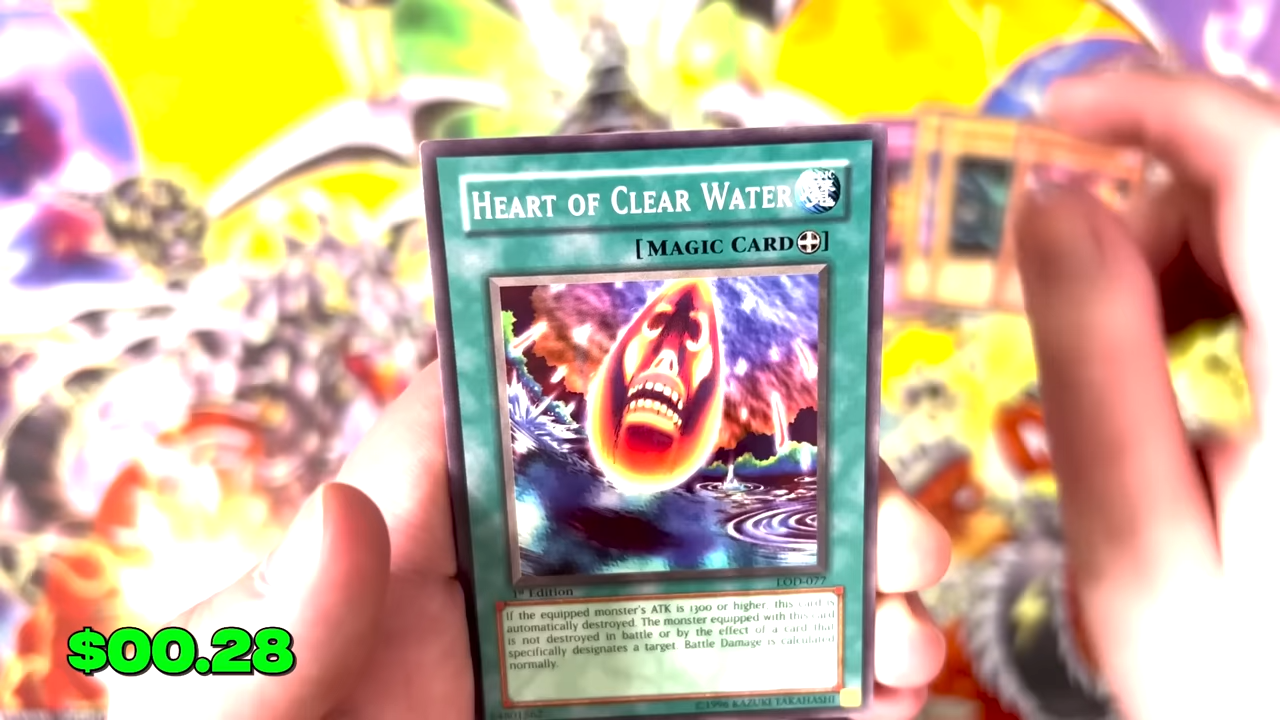 HEART OF CLEAR WATER
[MAGIC CARD]
LOD-077
1st Edition
If the equipped monster's ATK is 1300 or higher, this card is
automatically destroyed. The monster equipped with this card
is not destroyed in battle or by the effect of a card that
specifically designates a target. Battle Damage is calculated
normally.
©1996 KAZUKI TAKAHASHI
$00.28